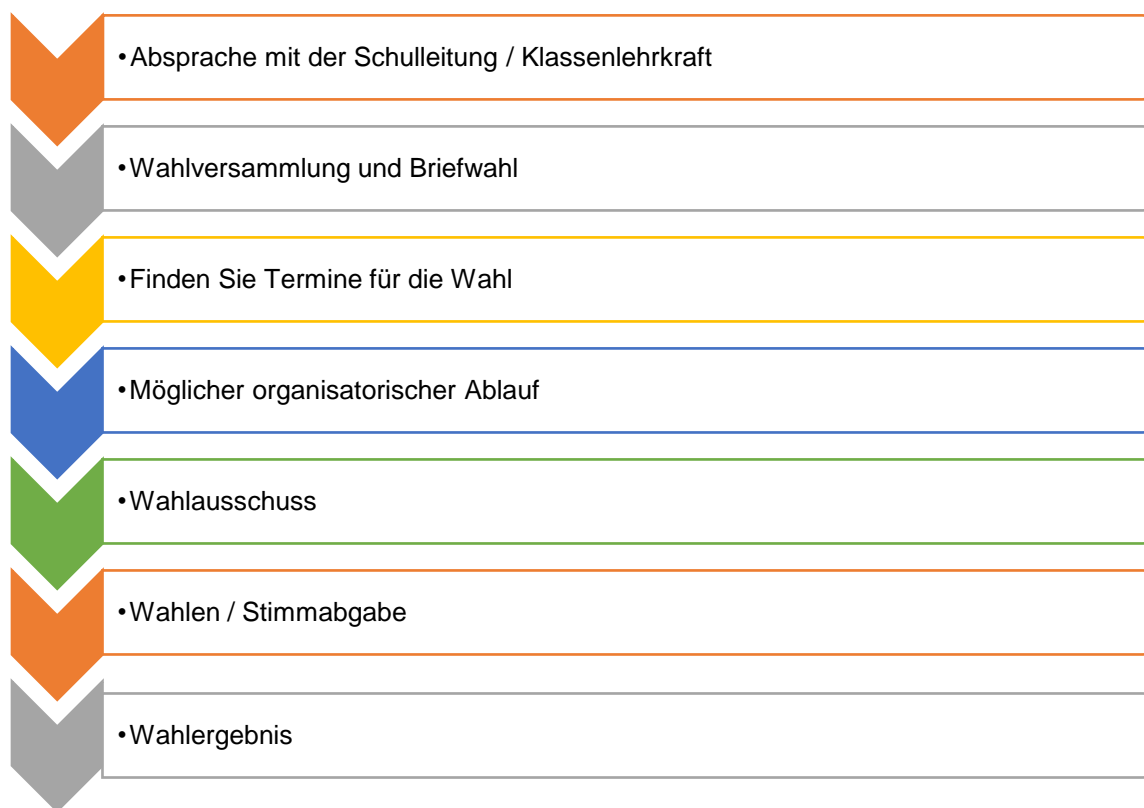 •Absprache mit der Schulleitung / Klassenlehrkraft
•Wahlversammlung und Briefwahl
•Finden Sie Termine für die Wahl
•Möglicher organisatorischer Ablauf
•Wahlausschuss
•Wahlen / Stimmabgabe
•Wahlergebnis